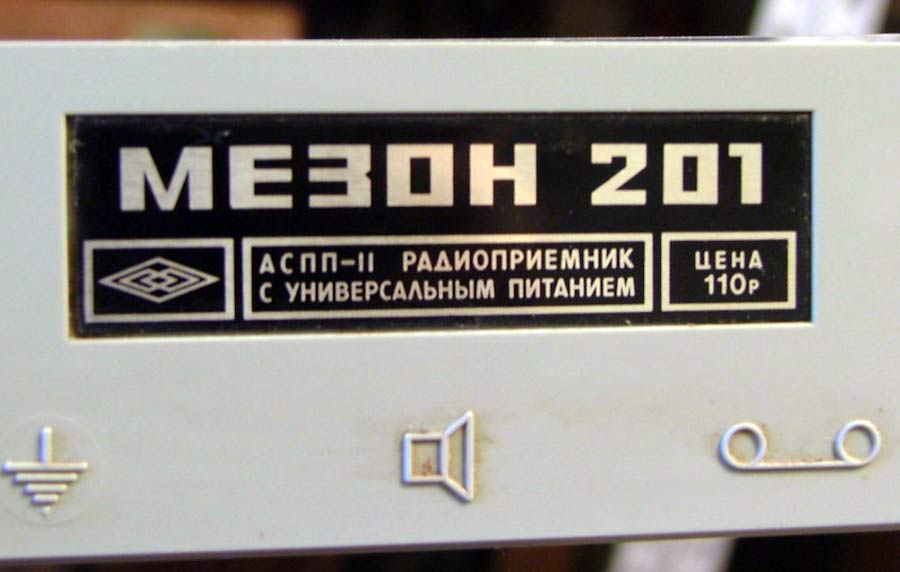 МЕЗОН 201
АСПП-II РАДИОПРИЕМНИК
С УНИВЕРСАЛЬНЫМ ПИТАНИЕМ
ЦЕНА
110р